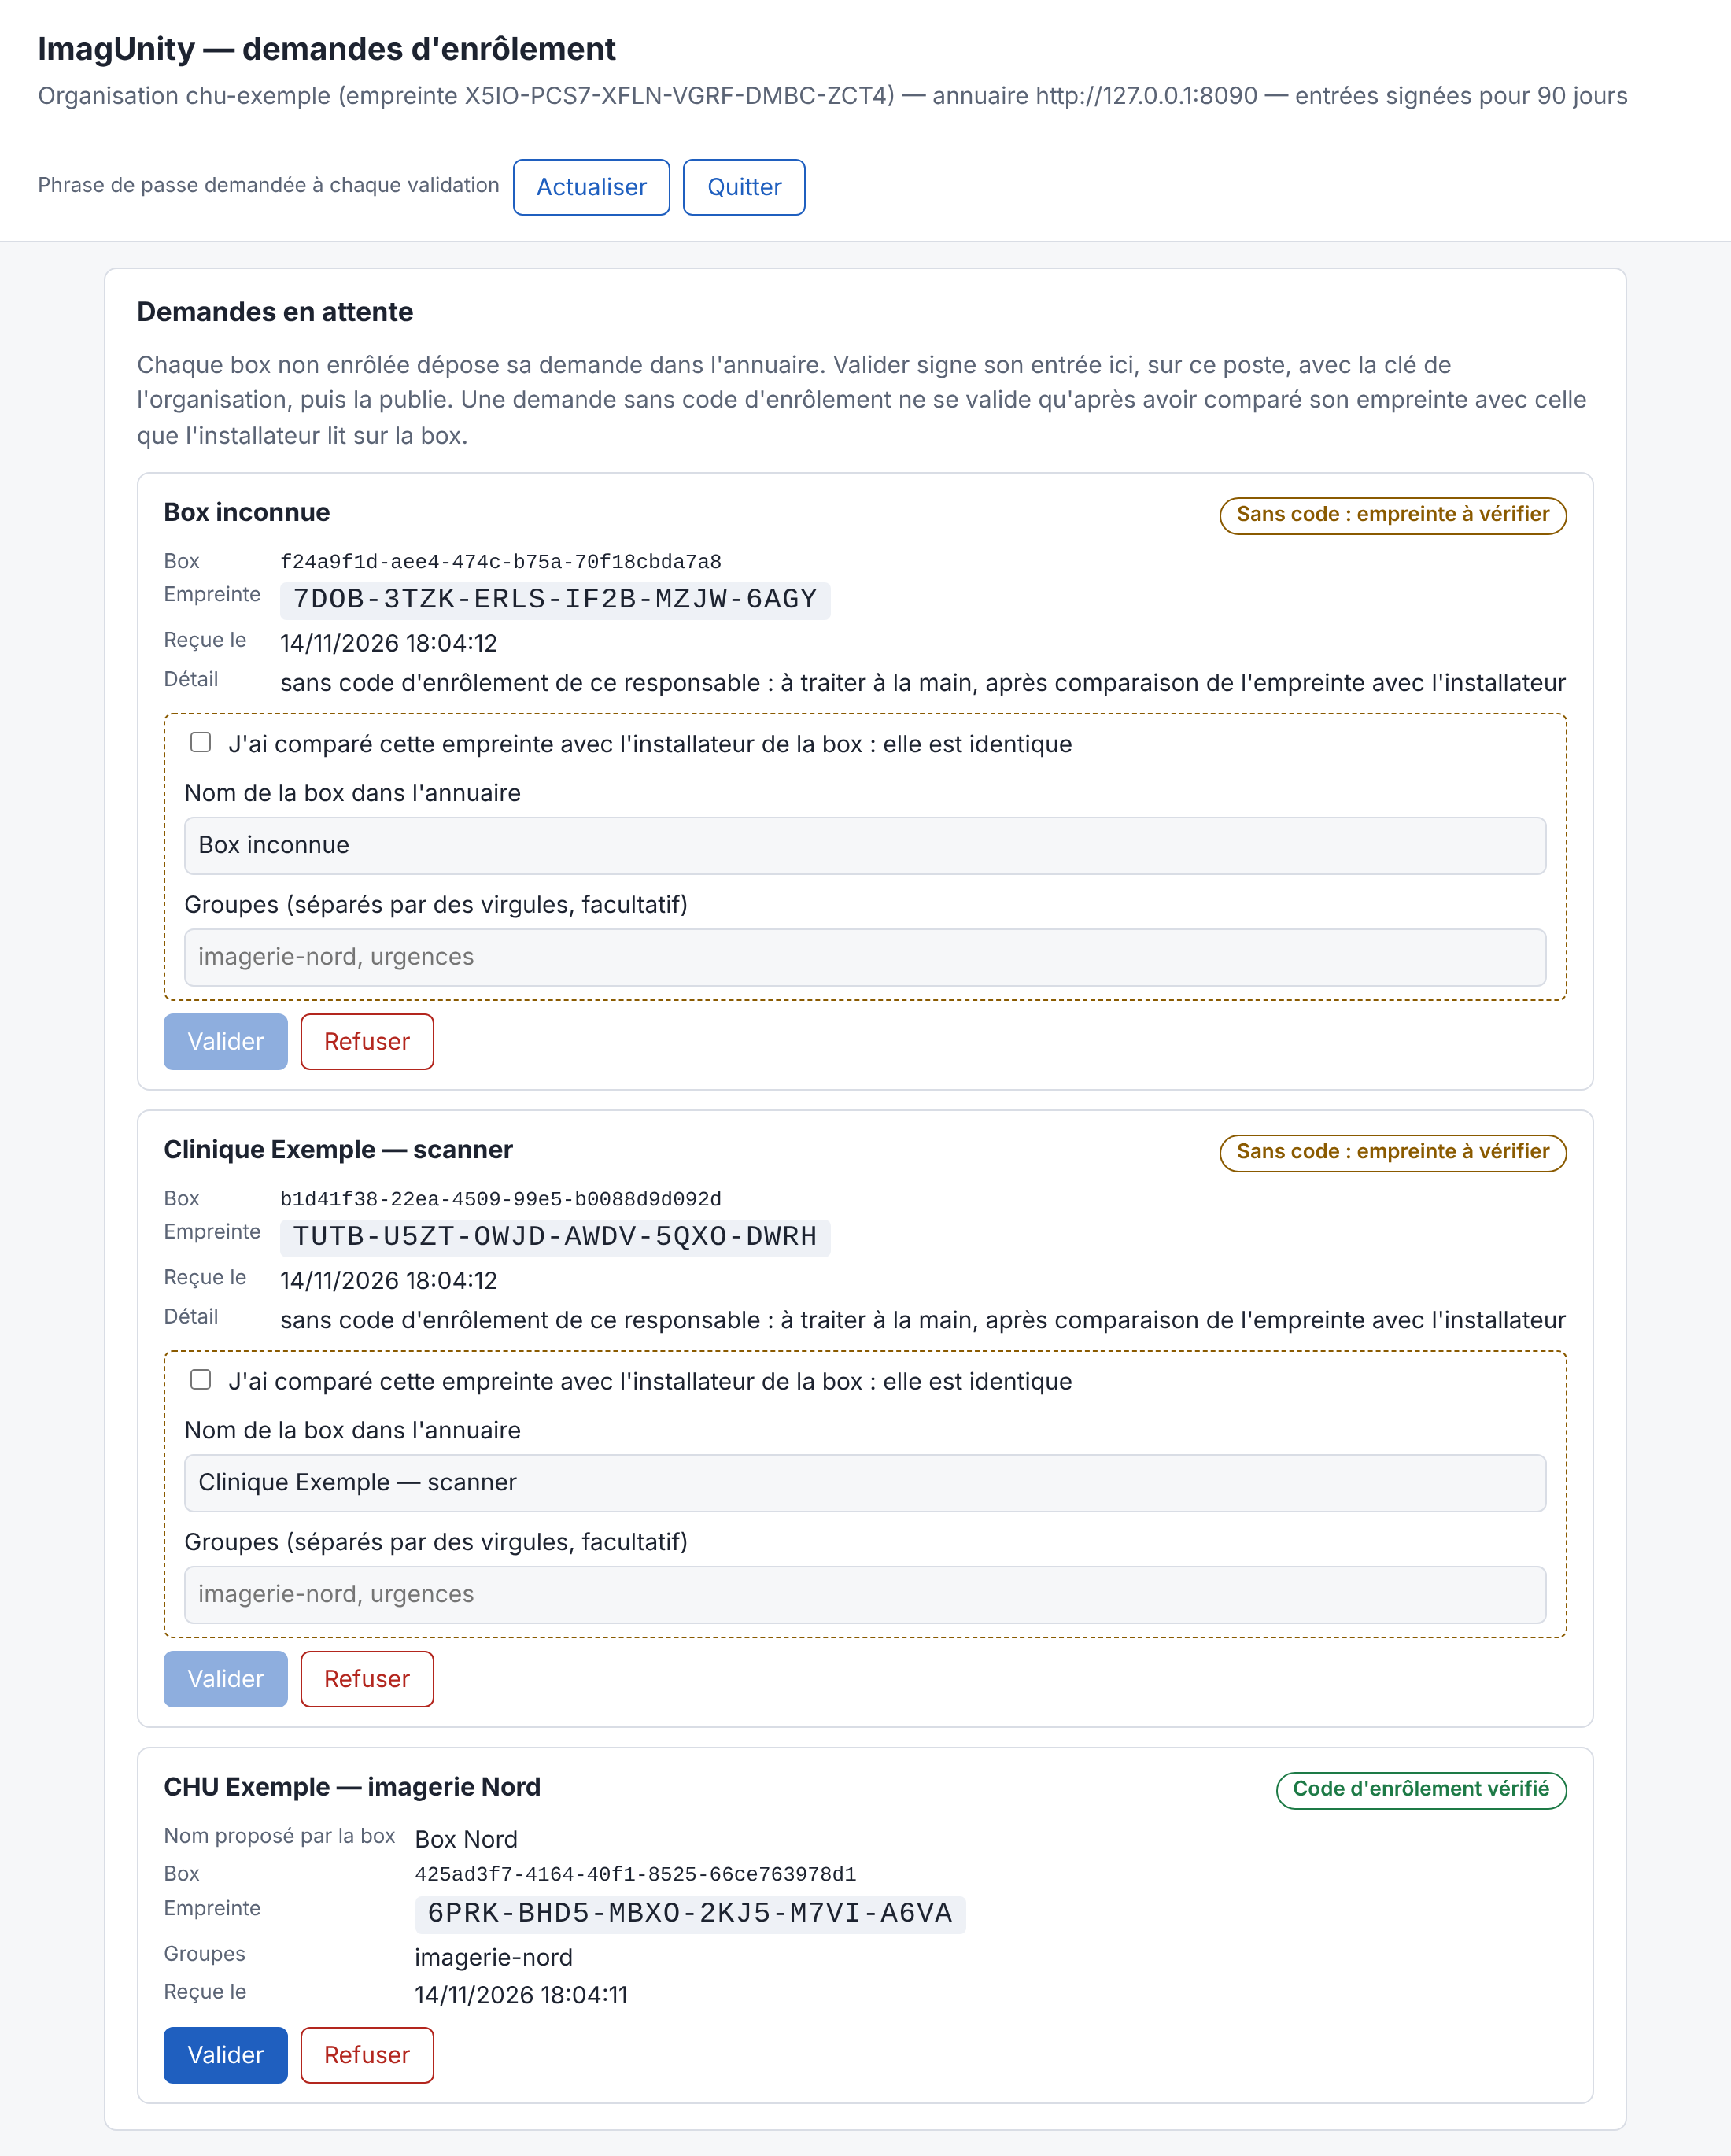 ImagUnity — demandes d'enrôlement
Organisation chu-exemple (empreinte X5IO-PCS7-XFLN-VGRF-DMBC-ZCT4) — annuaire http://127.0.0.1:8090 — entrées signées pour 90 jours
Phrase de passe demandée à chaque validation Actualiser Quitter
Demandes en attente
Chaque box non enrôlée dépose sa demande dans l'annuaire. Valider signe son entrée ici, sur ce poste, avec la clé de
l'organisation, puis la publie. Une demande sans code d'enrôlement ne se valide qu'après avoir comparé son empreinte avec celle
que l'installateur lit sur la box.
Box inconnue Sans code : empreinte à vérifier
Box f24a9f1d-aee4-474c-b75a-70f18cbda7a8
Empreinte 7DOB-3TZK-ERLS-IF2B-MZJW-6AGY
Reçue le 14/11/2026 18:04:12
Détail sans code d'enrôlement de ce responsable : à traiter à la main, après comparaison de l'empreinte avec l'installateur
J'ai comparé cette empreinte avec l'installateur de la box : elle est identique
Nom de la box dans l'annuaire
Box inconnue
Groupes (séparés par des virgules, facultatif)
imagerie-nord, urgences
Valider Refuser
Clinique Exemple — scanner Sans code : empreinte à vérifier
Box b1d41f38-22ea-4509-99e5-b0088d9d092d
Empreinte TUTB-U5ZT-OWJD-AWDV-5QXO-DWRH
Reçue le 14/11/2026 18:04:12
Détail sans code d'enrôlement de ce responsable : à traiter à la main, après comparaison de l'empreinte avec l'installateur
J'ai comparé cette empreinte avec l'installateur de la box : elle est identique
Nom de la box dans l'annuaire
Clinique Exemple — scanner
Groupes (séparés par des virgules, facultatif)
imagerie-nord, urgences
Valider Refuser
CHU Exemple — imagerie Nord Code d'enrôlement vérifié
Nom proposé par la box Box Nord
Box 425ad3f7-4164-40f1-8525-66ce763978d1
Empreinte 6PRK-BHD5-MBXO-2KJ5-M7VI-A6VA
Groupes imagerie-nord
Reçue le 14/11/2026 18:04:11
Valider Refuser